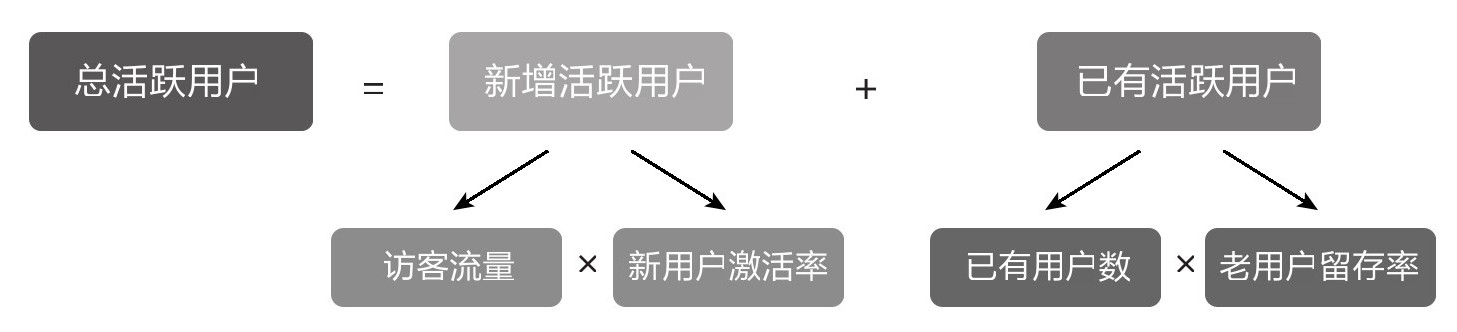 总活跃用户 = 新增活跃用户 + 已有活跃用户
访客流量 × 新用户激活率 已有用户数 × 老用户留存率